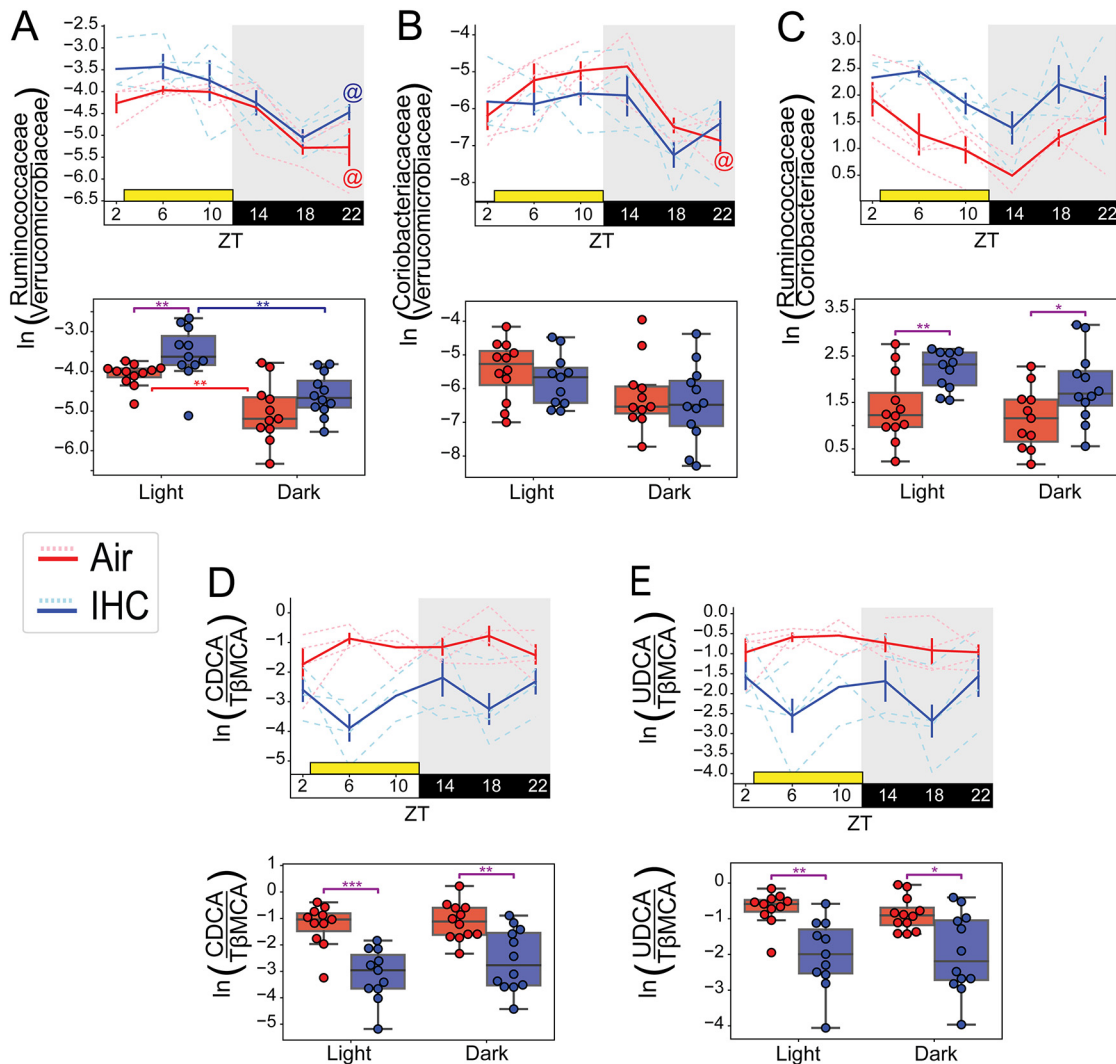 A
ln (Ruminococcaceae
Verrucomicrobiaceae)
−2.5
−3.0
−3.5
−4.0
−4.5
−5.0
−5.5
−6.0
−6.5
@
@
2 6 10 14 18 22
ZT
−3.0
−4.0
−5.0
−6.0
**
**
**
Light Dark
B
ln (Coriobacteriacaceae
Verrucomicrobiaceae)
−4
−5
−6
−7
−8
@
2 6 10 14 18 22
ZT
−4
−5
−6
−7
−8
Light Dark
C
ln (Ruminococcaceae
Coriobacteriaceae)
3.0
2.5
2.0
1.5
1.0
0.5
2 6 10 14 18 22
ZT
3.5
2.5
1.5
0.5
**
*
Light Dark
Air
IHC
D
ln (CDCA
TβMCA)
0
−1
−2
−3
−4
−5
2 6 10 14 18 22
ZT
ln (CDCA
TβMCA)
1
0
−1
−2
−3
−4
−5
***
**
Light Dark
E
ln (UDCA
TβMCA)
0.0
−0.5
−1.0
−1.5
−2.0
−2.5
−3.0
−3.5
−4.0
2 6 10 14 18 22
ZT
ln (UDCA
TβMCA)
0
−1
−2
−3
−4
**
*
Light Dark